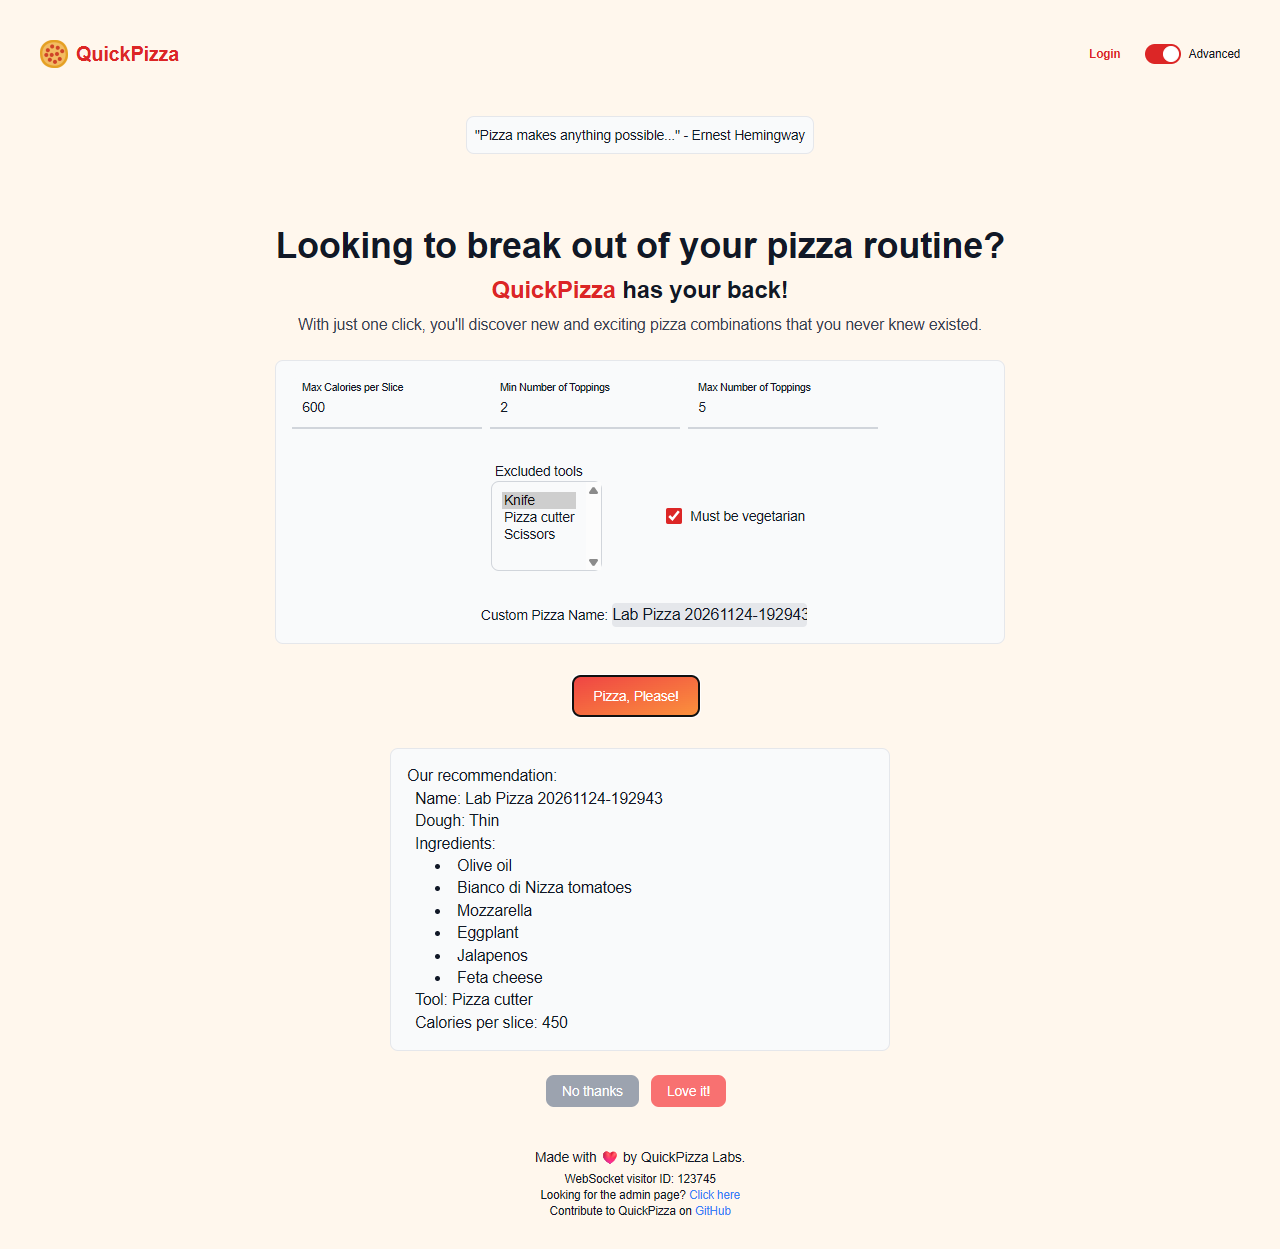 QuickPizza
Login
Advanced
"Pizza makes anything possible..." - Ernest Hemingway
Looking to break out of your pizza routine?
QuickPizza has your back!
With just one click, you'll discover new and exciting pizza combinations that you never knew existed.
Max Calories per Slice
600
Min Number of Toppings
2
Max Number of Toppings
5
Excluded tools
Knife
Pizza cutter
Scissors
Must be vegetarian
Custom Pizza Name: Lab Pizza 20261124-192943
Pizza, Please!
Our recommendation:
Name: Lab Pizza 20261124-192943
Dough: Thin
Ingredients:
Olive oil
Bianco di Nizza tomatoes
Mozzarella
Eggplant
Jalapenos
Feta cheese
Tool: Pizza cutter
Calories per slice: 450
No thanks
Love it!
Made with ❤️ by QuickPizza Labs.
WebSocket visitor ID: 123745
Looking for the admin page? Click here
Contribute to QuickPizza on GitHub